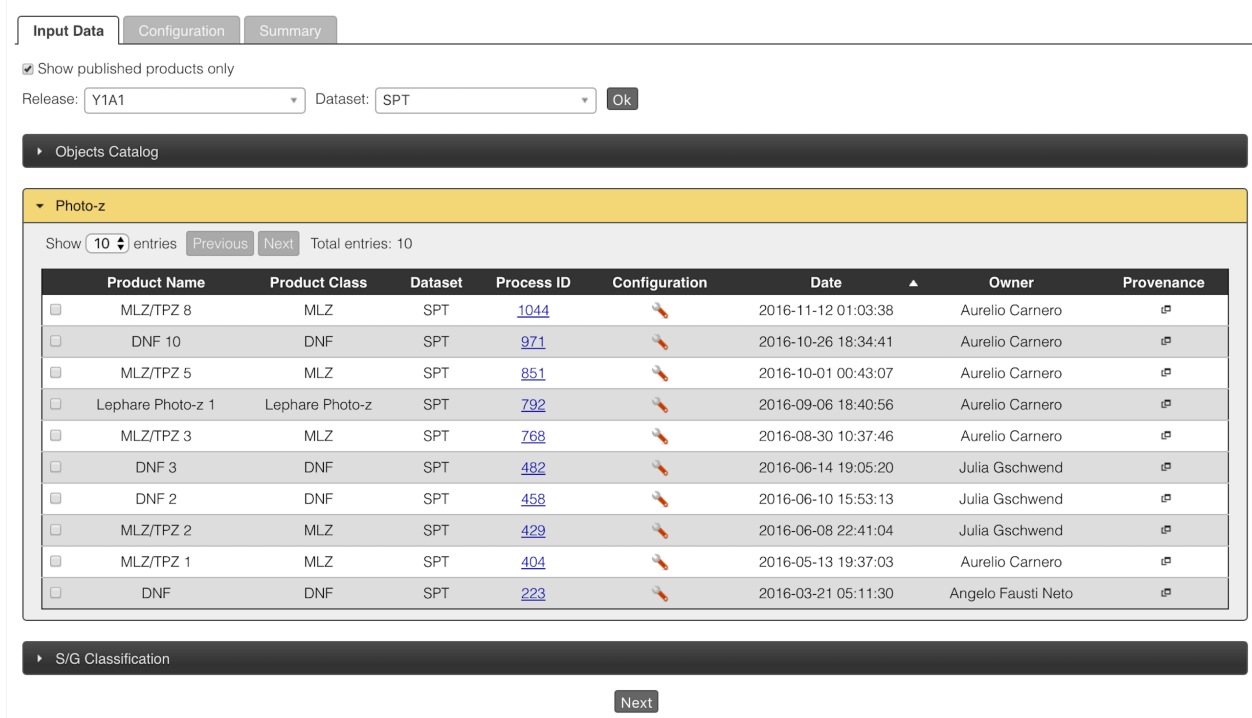 Input Data Configuration Summary
Show published products only
Release: Y1A1 Dataset: SPT Ok
Objects Catalog
Photo-z
Show 10 entries Previous Next Total entries: 10
Product Name Product Class Dataset Process ID Configuration Date Owner Provenance
MLZ/TPZ 8 MLZ SPT 1044 2016-11-12 01:03:38 Aurelio Carnero
DNF 10 DNF SPT 971 2016-10-26 18:34:41 Aurelio Carnero
MLZ/TPZ 5 MLZ SPT 851 2016-10-01 00:43:07 Aurelio Carnero
Lephare Photo-z 1 Lephare Photo-z SPT 792 2016-09-06 18:40:56 Aurelio Carnero
MLZ/TPZ 3 MLZ SPT 768 2016-08-30 10:37:46 Aurelio Carnero
DNF 3 DNF SPT 482 2016-06-14 19:05:20 Julia Gschwend
DNF 2 DNF SPT 458 2016-06-10 15:53:13 Julia Gschwend
MLZ/TPZ 2 MLZ SPT 429 2016-06-08 22:41:04 Julia Gschwend
MLZ/TPZ 1 MLZ SPT 404 2016-05-13 19:37:03 Aurelio Carnero
DNF DNF SPT 223 2016-03-21 05:11:30 Angelo Fausti Neto
S/G Classification
Next